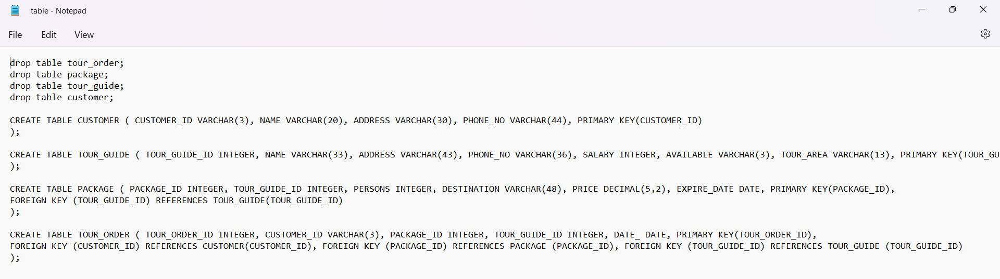 table - Notepad
File Edit View
drop table tour_order;
drop table package;
drop table tour_guide;
drop table customer;
CREATE TABLE CUSTOMER ( CUSTOMER_ID VARCHAR(3), NAME VARCHAR(20), ADDRESS VARCHAR(30), PHONE_NO VARCHAR(44), PRIMARY KEY(CUSTOMER_ID)
);
CREATE TABLE TOUR_GUIDE ( TOUR_GUIDE_ID INTEGER, NAME VARCHAR(33), ADDRESS VARCHAR(43), PHONE_NO VARCHAR(36), SALARY INTEGER, AVAILABLE VARCHAR(3), TOUR_AREA VARCHAR(13), PRIMARY KEY(TOUR_GU
);
CREATE TABLE PACKAGE ( PACKAGE_ID INTEGER, TOUR_GUIDE_ID INTEGER, PERSONS INTEGER, DESTINATION VARCHAR(48), PRICE DECIMAL(5,2), EXPIRE_DATE DATE, PRIMARY KEY(PACKAGE_ID),
FOREIGN KEY (TOUR_GUIDE_ID) REFERENCES TOUR_GUIDE(TOUR_GUIDE_ID)
);
CREATE TABLE TOUR_ORDER ( TOUR_ORDER_ID INTEGER, CUSTOMER_ID VARCHAR(3), PACKAGE_ID INTEGER, TOUR_GUIDE_ID INTEGER, DATE_ DATE, PRIMARY KEY(TOUR_ORDER_ID),
FOREIGN KEY (CUSTOMER_ID) REFERENCES CUSTOMER(CUSTOMER_ID), FOREIGN KEY (PACKAGE_ID) REFERENCES PACKAGE (PACKAGE_ID), FOREIGN KEY (TOUR_GUIDE_ID) REFERENCES TOUR_GUIDE (TOUR_GUIDE_ID)
);